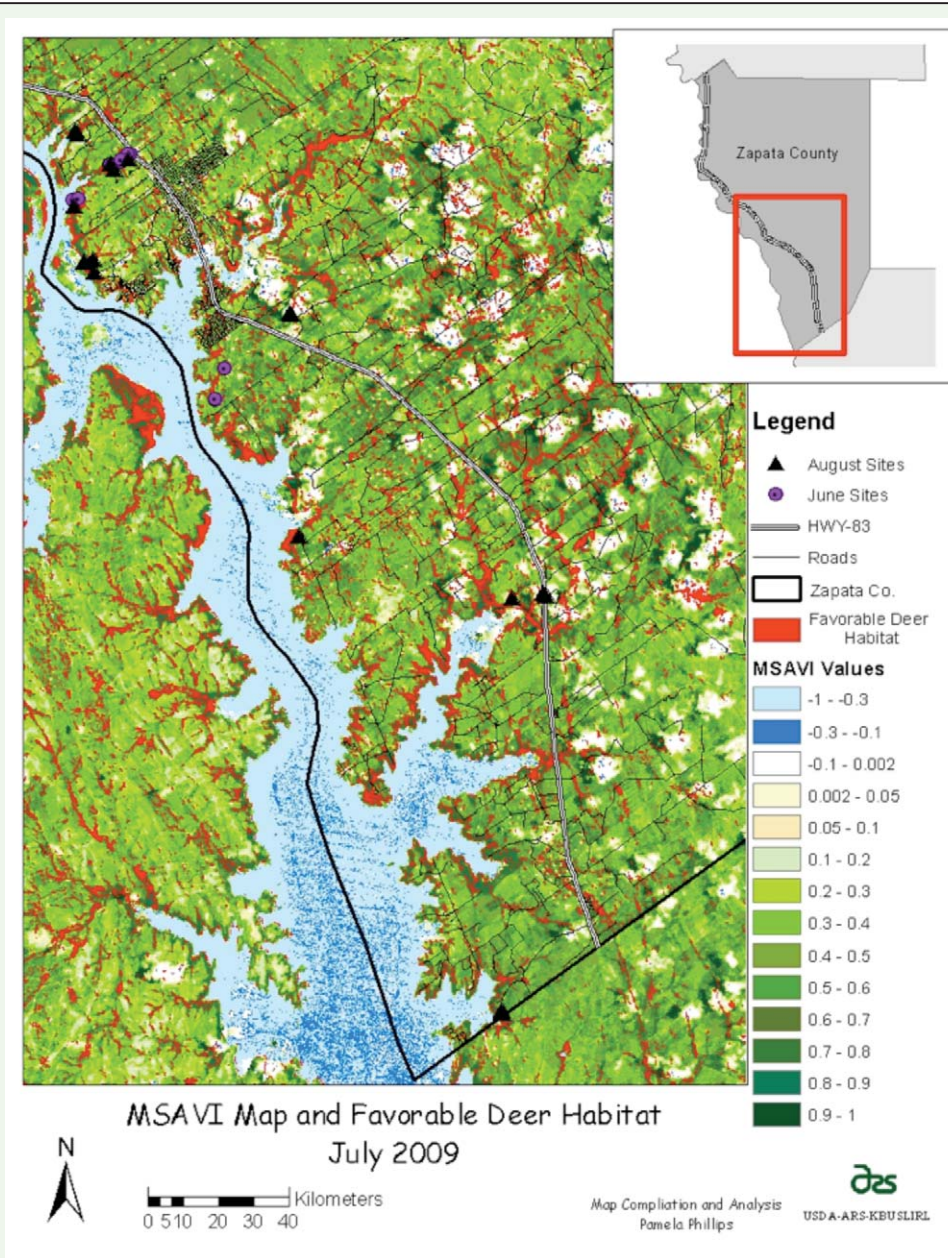 Zapata County
Legend
August Sites
June Sites
HWY-83
Roads
Zapata Co.
Favorable Deer
Habitat
MSAVI Values
-1 - -0.3
-0.3 - -0.1
-0.1 - 0.002
0.002 - 0.05
0.05 - 0.1
0.1 - 0.2
0.2 - 0.3
0.3 - 0.4
0.4 - 0.5
0.5 - 0.6
0.6 - 0.7
0.7 - 0.8
0.8 - 0.9
0.9 - 1
MSAVI Map and Favorable Deer Habitat
July 2009
N
Kilometers
0 5 10 20 30 40
Map Compliation and Analysis
Pamela Phillips
ars
USDA-ARS-KBUSLIRL